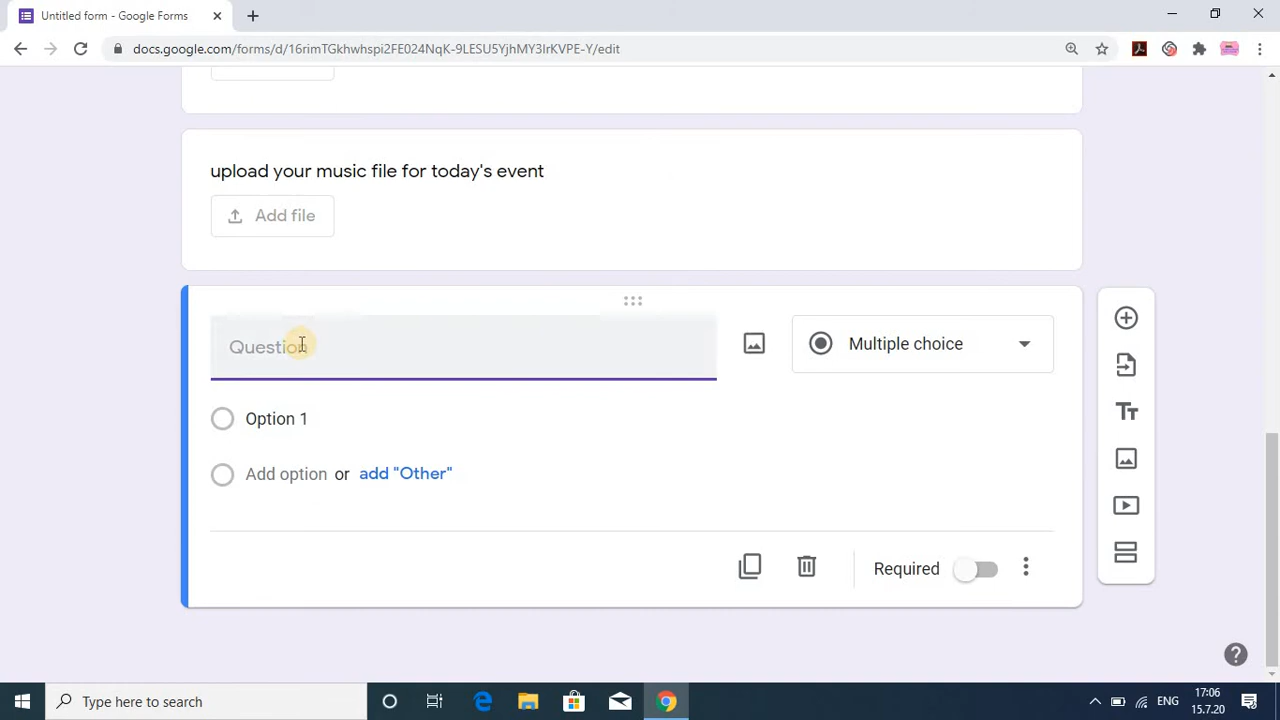 Untitled form - Google Forms
docs.google.com/forms/d/16rimTGkhwhspi2FE024NqK-9LESU5YjhMY3IrKVPE-Y/edit
upload your music file for today's event
Add file
Question
Multiple choice
Option 1
Add option or add "Other"
Required
Type here to search
ENG
17:06
15.7.20